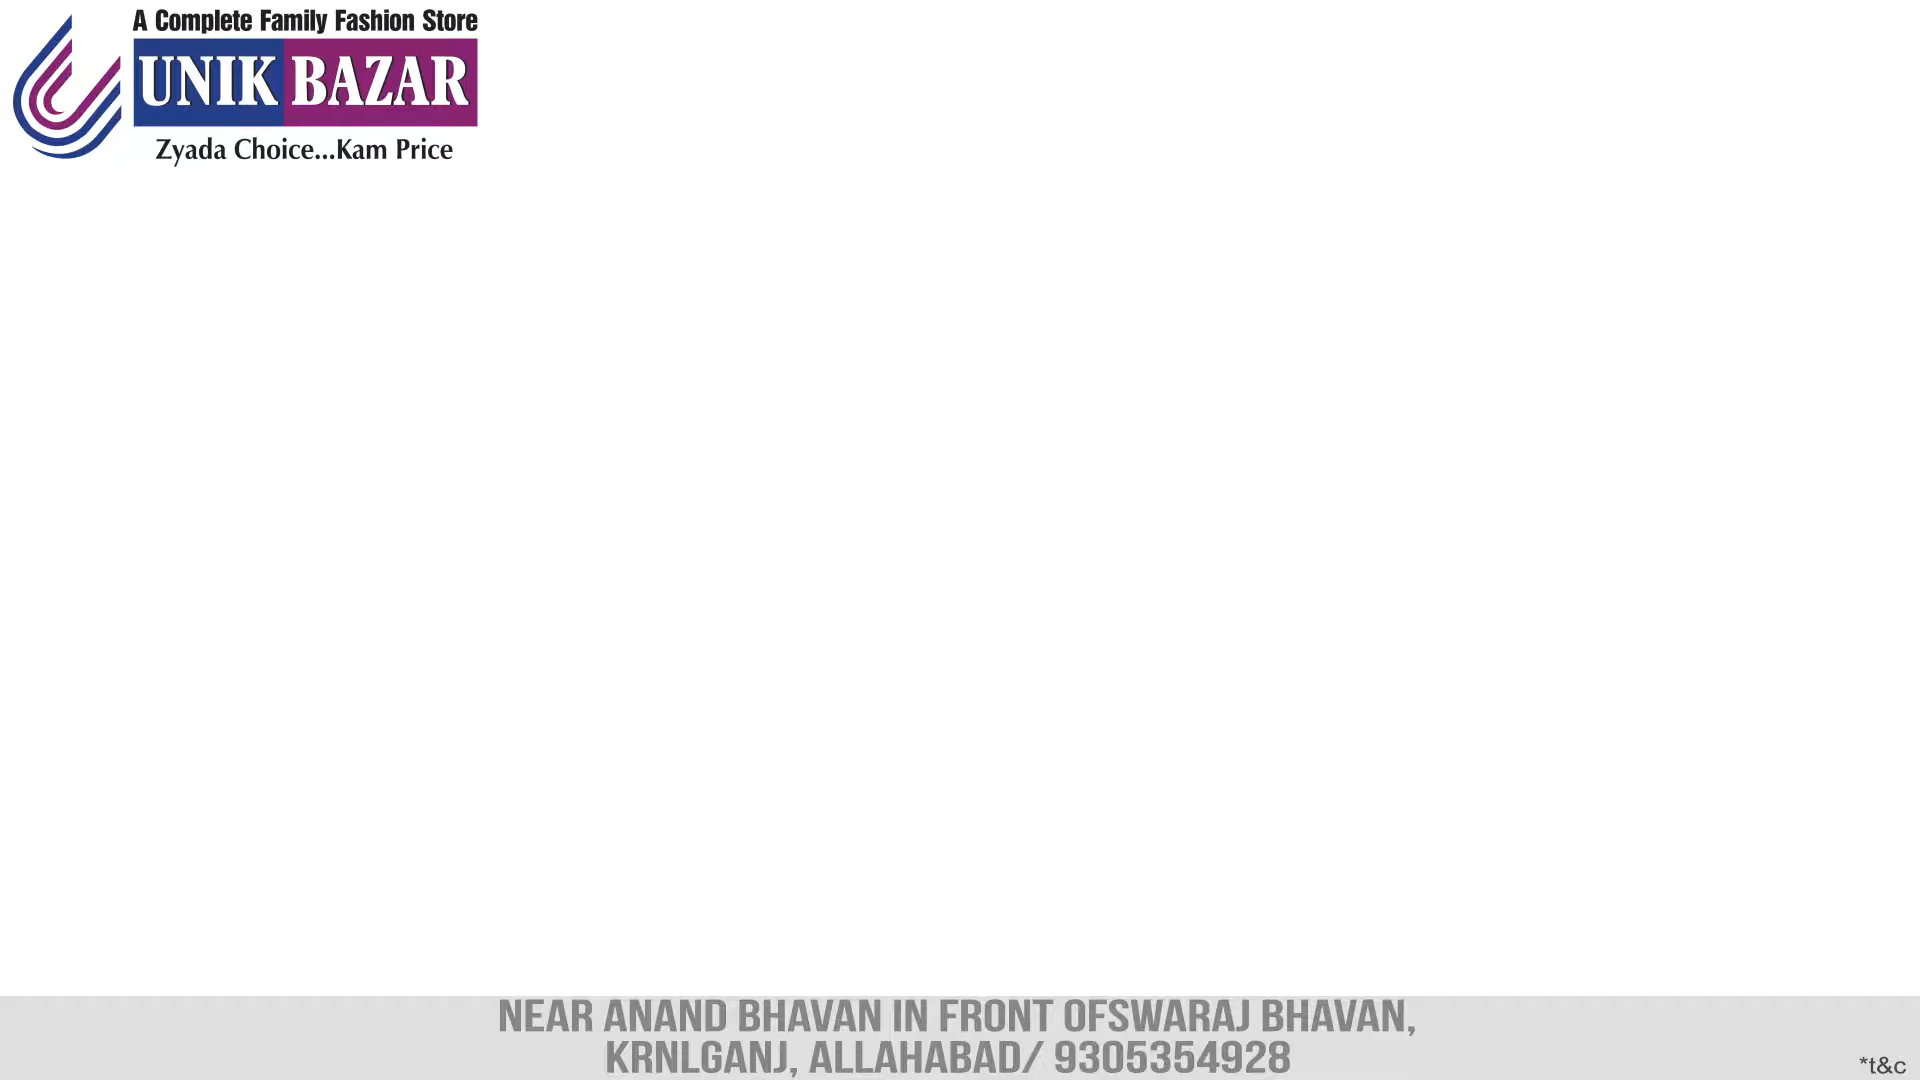 A Complete Family Fashion Store
UNIK BAZAR
Zyada Choice...Kam Price
NEAR ANAND BHAVAN IN FRONT OFSWARAJ BHAVAN,
KRNLGANJ, ALLAHABAD/ 9305354928
*t&c